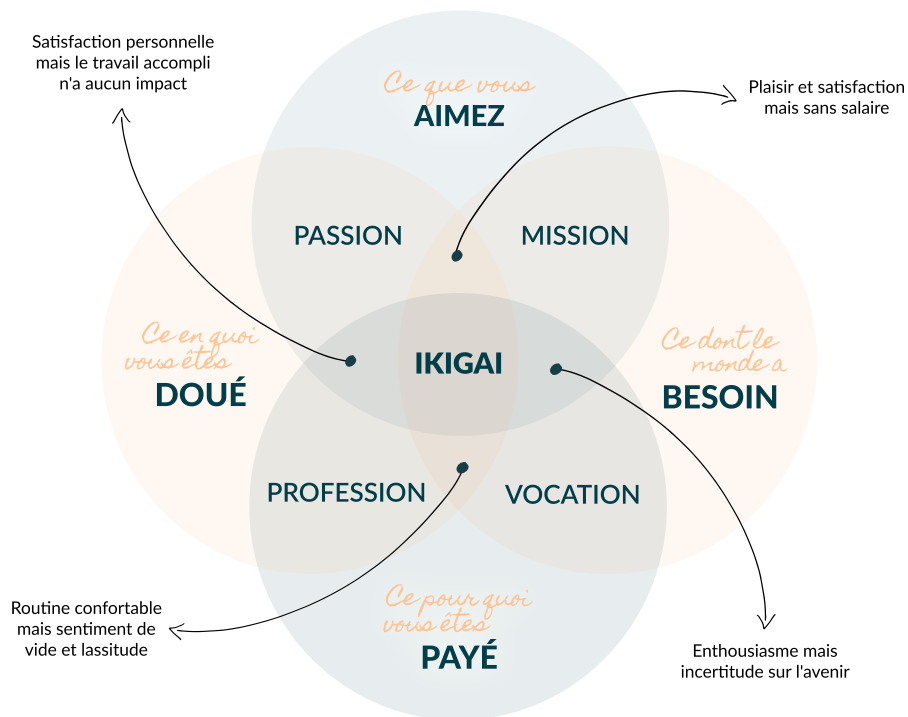 Satisfaction personnelle
mais le travail accompli
n'a aucun impact
Ce que vous
AIMEZ
Plaisir et satisfaction
mais sans salaire
PASSION
MISSION
Ce en quoi
vous êtes
DOUÉ
IKIGAI
Ce dont le
monde a
BESOIN
PROFESSION
VOCATION
Ce pour quoi
vous êtes
PAYÉ
Routine confortable
mais sentiment de
vide et lassitude
Enthousiasme mais
incertitude sur l'avenir